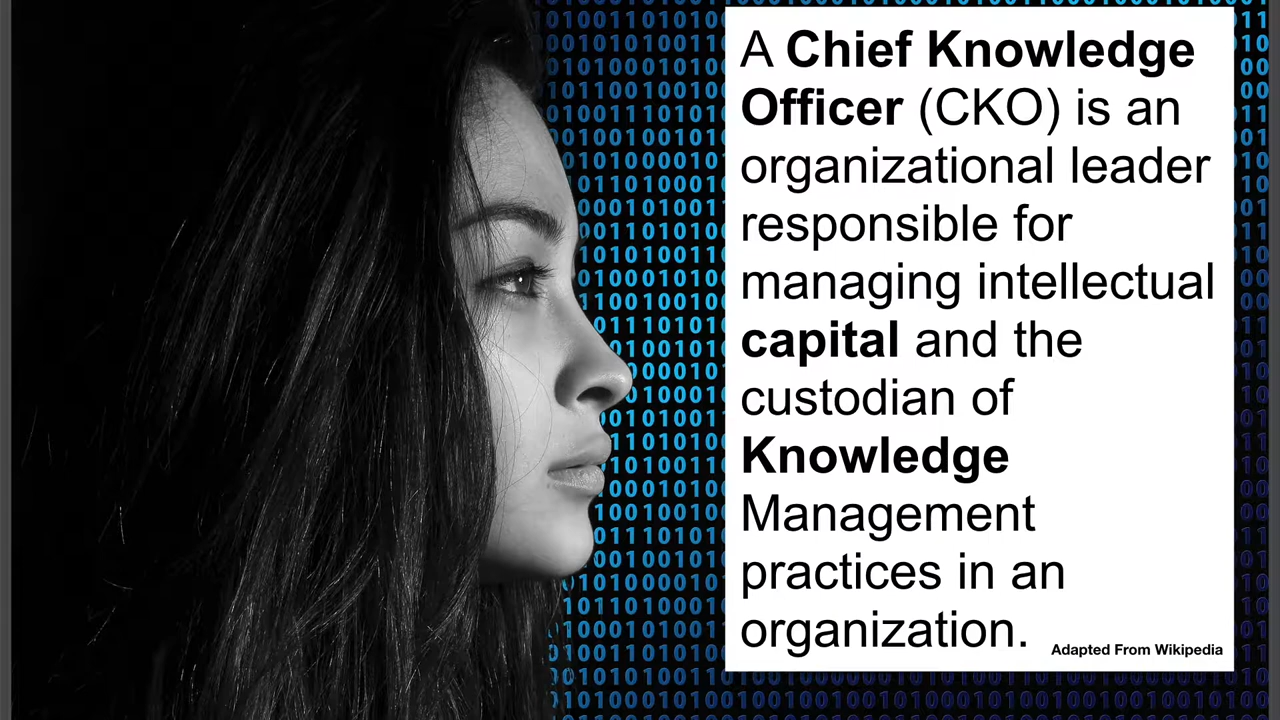 A Chief Knowledge
Officer (CKO) is an
organizational leader
responsible for
managing intellectual
capital and the
custodian of
Knowledge
Management
practices in an
organization.
Adapted From Wikipedia